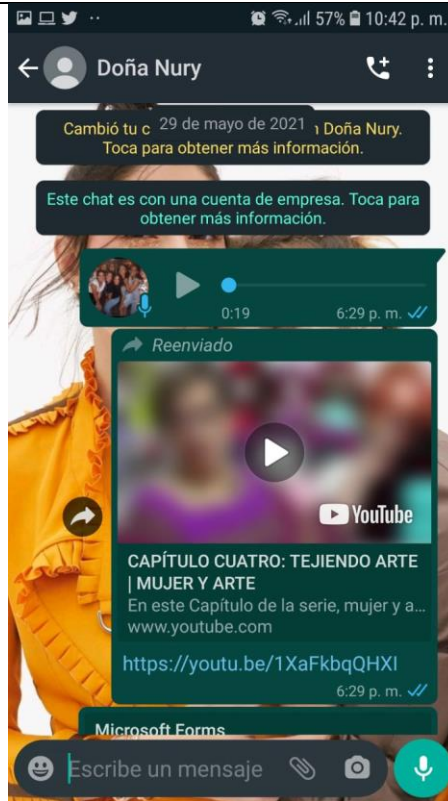 57% 10:42 p. m.
Doña Nury
Cambió tu c
29 de mayo de 2021
n Doña Nury.
Toca para obtener más información.
Este chat es con una cuenta de empresa. Toca para
obtener más información.
0:19 6:29 p. m.
Reenviado
YouTube
CAPÍTULO CUATRO: TEJIENDO ARTE
| MUJER Y ARTE
En este Capítulo de la serie, mujer y a...
www.youtube.com
https://youtu.be/1XaFkbqQHXI
6:29 p. m.
Microsoft Forms
Escribe un mensaje